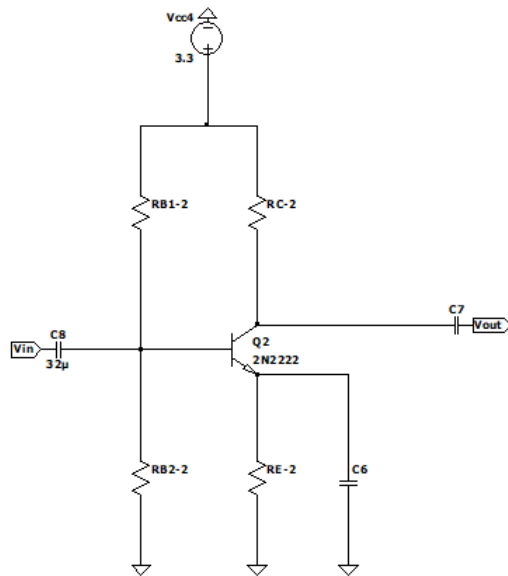 Vcc4
3.3
RB1-2
RC-2
C7
Vout
C8
Vin
32µ
Q2
2N2222
RB2-2
RE-2
C6